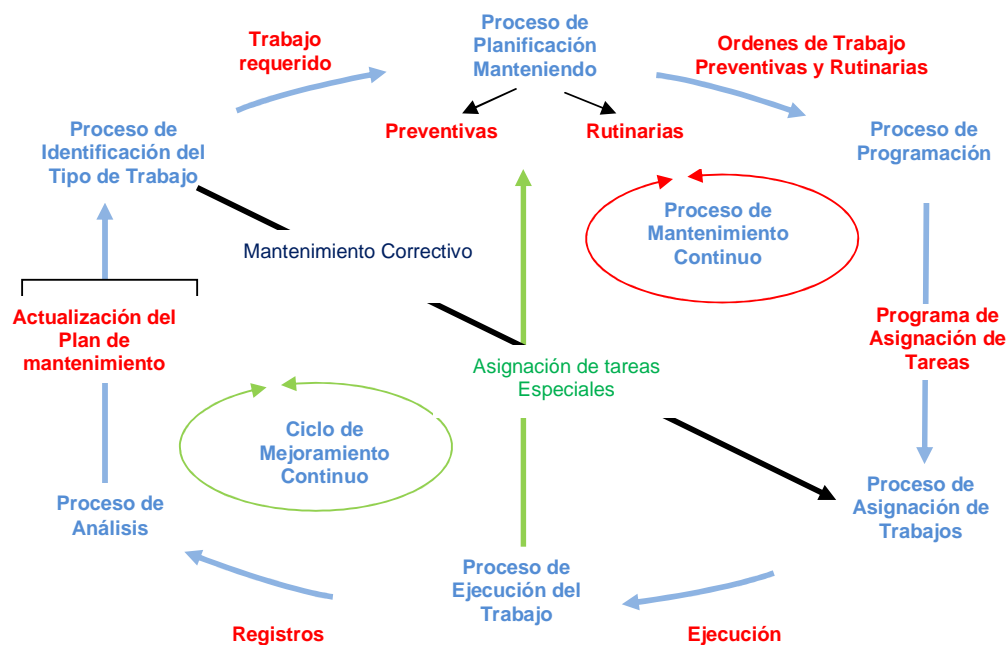 Proceso de
Planificación
Manteniendo
Trabajo
requerido
Ordenes de Trabajo
Preventivas y Rutinarias
Preventivas
Rutinarias
Proceso de
Identificación del
Tipo de Trabajo
Proceso de
Programación
Proceso de
Mantenimiento
Continuo
Mantenimiento Correctivo
Actualización del
Plan de
mantenimiento
Programa de
Asignación de
Tareas
Asignación de tareas
Especiales
Ciclo de
Mejoramiento
Continuo
Proceso de
Análisis
Proceso de
Asignación de
Trabajos
Proceso de
Ejecución del
Trabajo
Registros
Ejecución